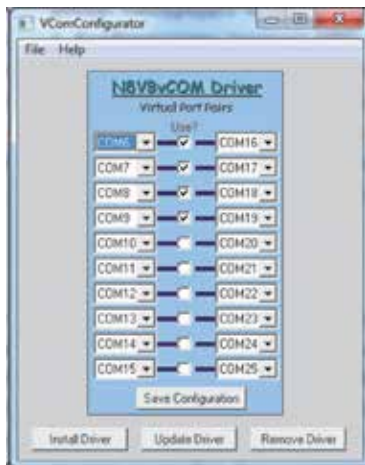 VComConfigurator
File Help
N8VBvCOM Driver
Virtual Port Pairs
Use?
COM6 COM16
COM7 COM17
COM8 COM18
COM9 COM19
COM10 COM20
COM11 COM21
COM12 COM22
COM13 COM23
COM14 COM24
COM15 COM25
Save Configuration
Install Driver Update Driver Remove Driver